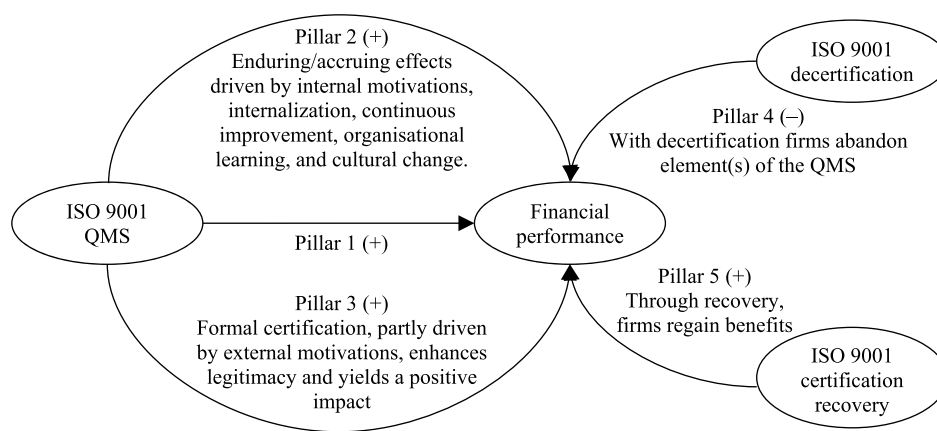 Pillar 2 (+)
Enduring/accruing effects
driven by internal motivations,
internalization, continuous
improvement, organisational
learning, and cultural change.
ISO 9001
decertification
Pillar 4 (–)
With decertification firms abandon
element(s) of the QMS
ISO 9001
QMS
Financial
performance
Pillar 1 (+)
Pillar 3 (+)
Formal certification, partly driven
by external motivations, enhances
legitimacy and yields a positive
impact
Pillar 5 (+)
Through recovery,
firms regain benefits
ISO 9001
certification
recovery